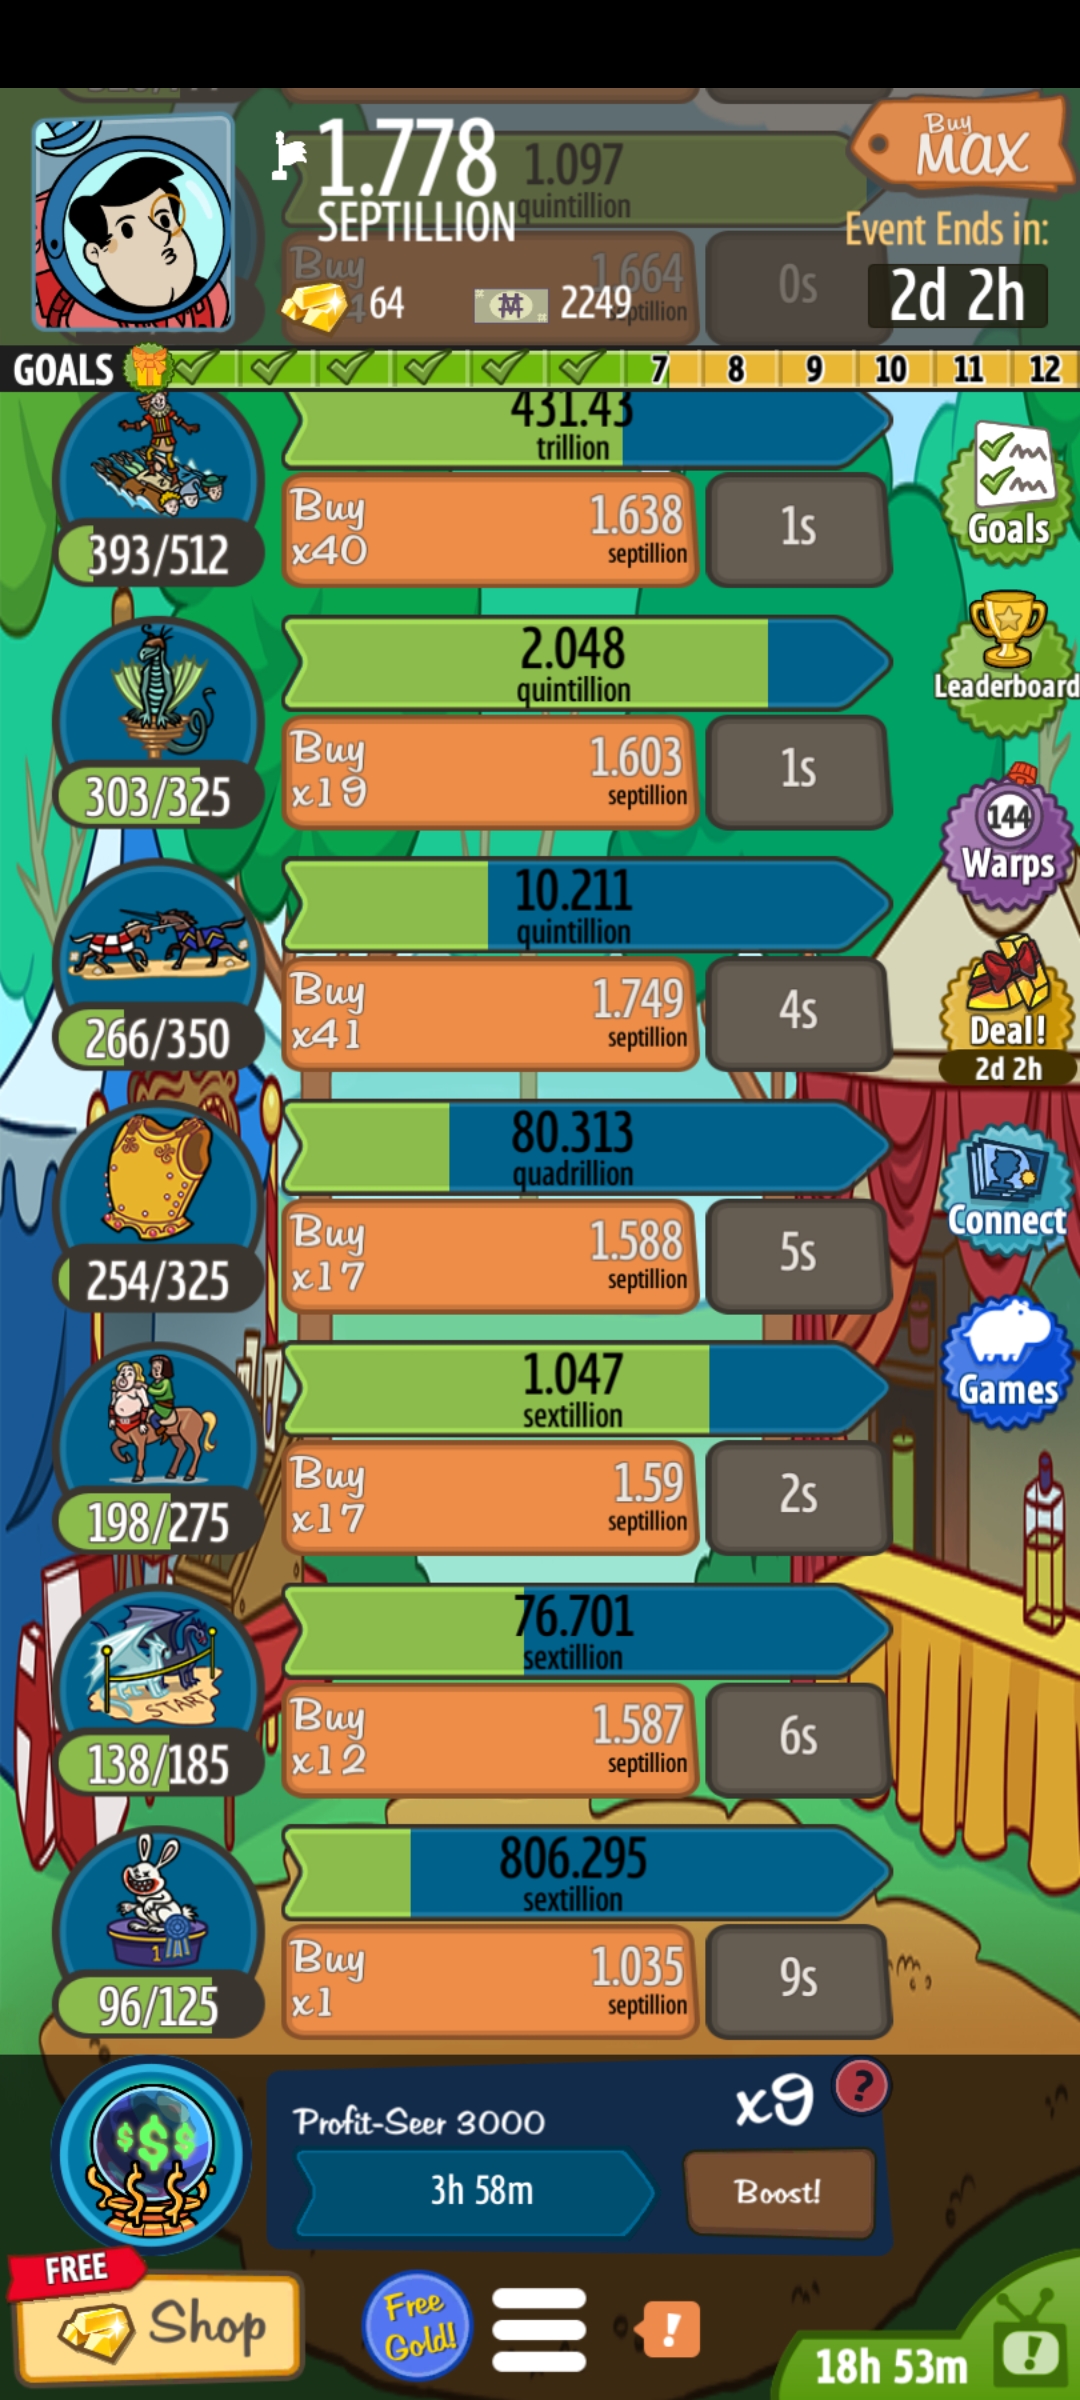 1.778
SEPTILLION
64
2249
Buy
MAX
Event Ends in:
2d 2h
1.097
quintillion
Buy
1.664
septillion
0s
GOALS
7 8 9 10 11 12
431.43
trillion
393/512
Buy
x40
1.638
septillion
1s
Goals
2.048
quintillion
303/325
Buy
x19
1.603
septillion
1s
Leaderboard
10.211
quintillion
266/350
Buy
x41
1.749
septillion
4s
144
Warps
Deal!
2d 2h
80.313
quadrillion
254/325
Buy
x17
1.588
septillion
5s
Connect
1.047
sextillion
198/275
Buy
x17
1.59
septillion
2s
Games
76.701
sextillion
START
138/185
Buy
x12
1.587
septillion
6s
806.295
sextillion
1
96/125
Buy
x1
1.035
septillion
9s
$$$
Profit-Seer 3000
x9
?
3h 58m
Boost!
FREE
Shop
Free
Gold!
!
18h 53m
!